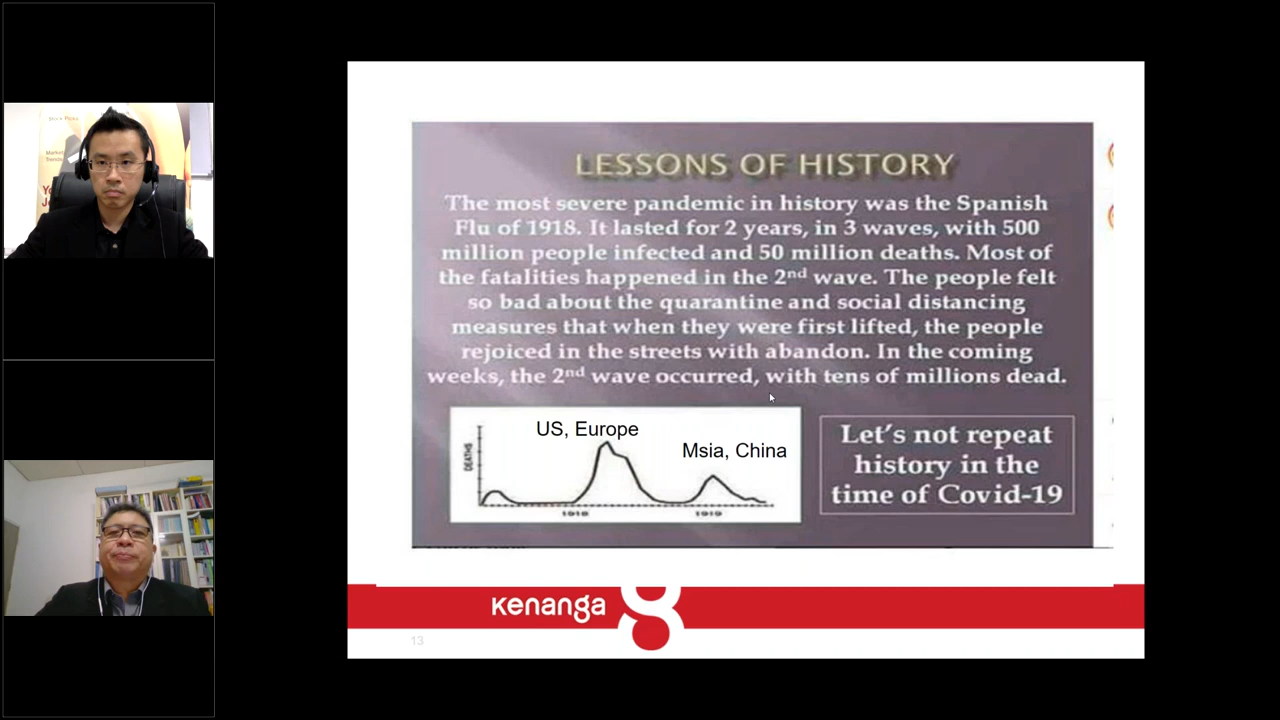 Stock Picks
LESSONS OF HISTORY
The most severe pandemic in history was the Spanish
Flu of 1918. It lasted for 2 years, in 3 waves, with 500
million people infected and 50 million deaths. Most of
the fatalities happened in the 2nd wave. The people felt
so bad about the quarantine and social distancing
measures that when they were first lifted, the people
rejoiced in the streets with abandon. In the coming
weeks, the 2nd wave occurred, with tens of millions dead.
US, Europe
Msia, China
DEATHS
1918
1919
Let's not repeat
history in the
time of Covid-19
kenanga
13